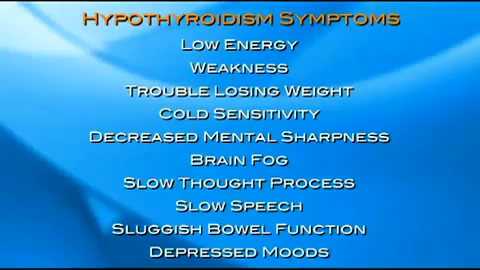 Hypothyroidism Symptoms
Low Energy
Weakness
Trouble Losing Weight
Cold Sensitivity
Decreased Mental Sharpness
Brain Fog
Slow Thought Process
Slow Speech
Sluggish Bowel Function
Depressed Moods